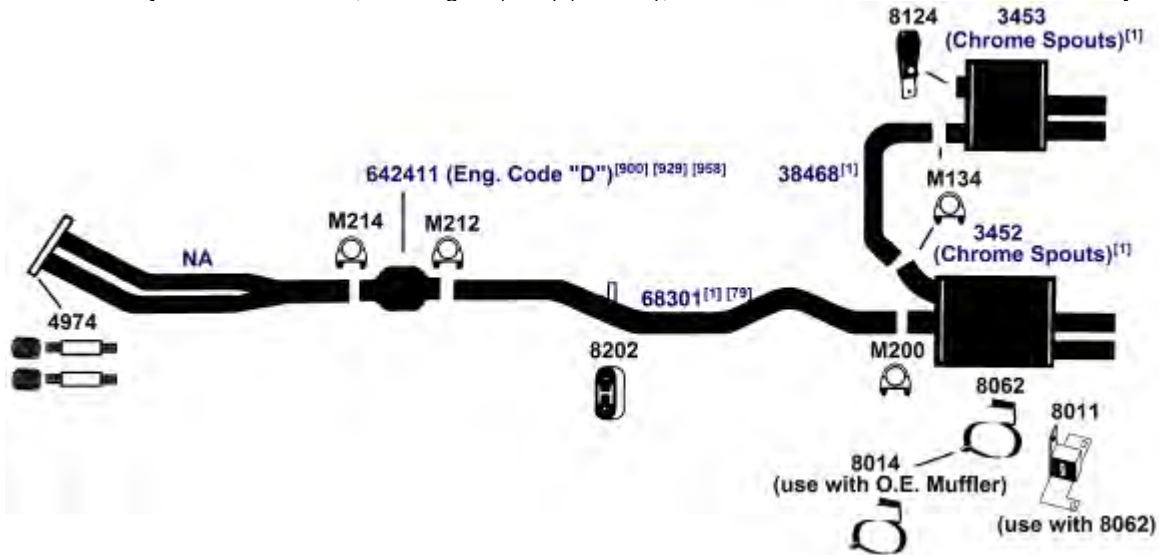 8124
3453
(Chrome Spouts)[1]
642411 (Eng. Code "D")[900] [929] [958]
38468[1]
M134
M214
M212
NA
3452
(Chrome Spouts)[1]
68301[1] [79]
4974
8202
M200
8062
8011
8014
(use with O.E. Muffler)
(use with 8062)